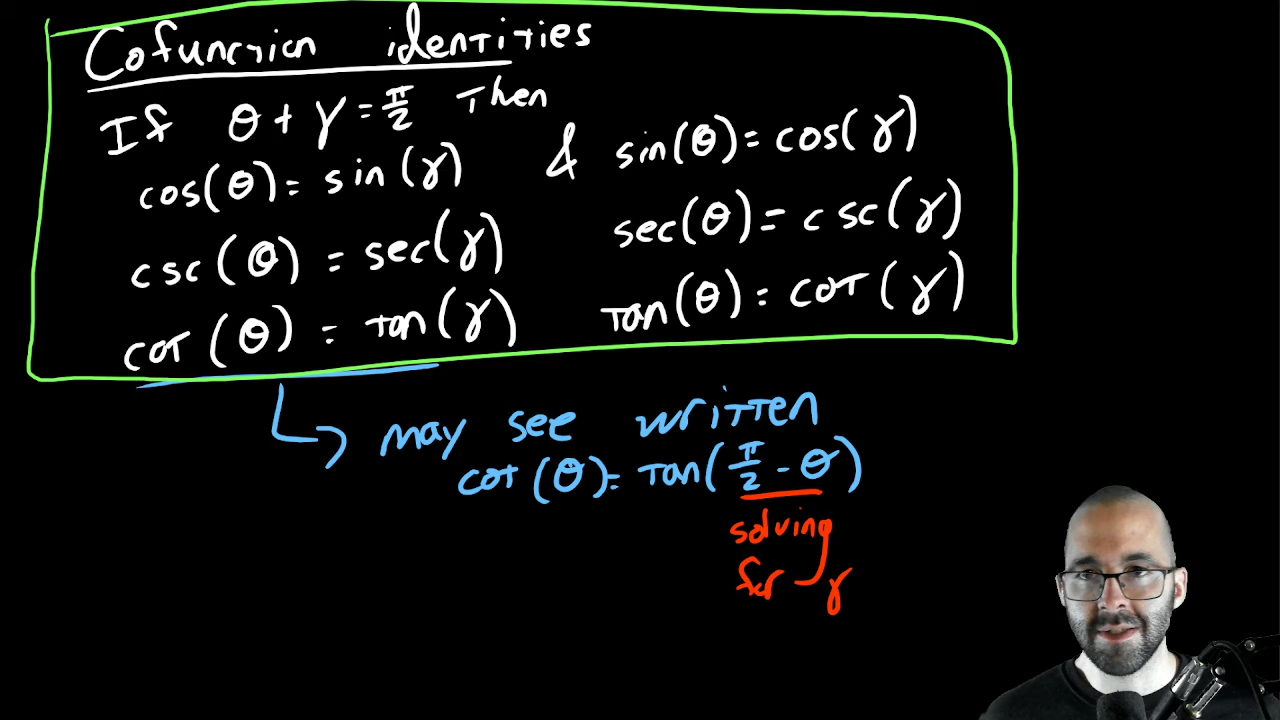 Cofunction identities
If θ + γ = π/2 Then
cos(θ) = sin(γ) & sin(θ) = cos(γ)
csc(θ) = sec(γ) sec(θ) = csc(γ)
cot(θ) = Tan(γ) Tan(θ) = cot(γ)
may see written
cot(θ) = Tan(π/2 - θ)
solving
for γ